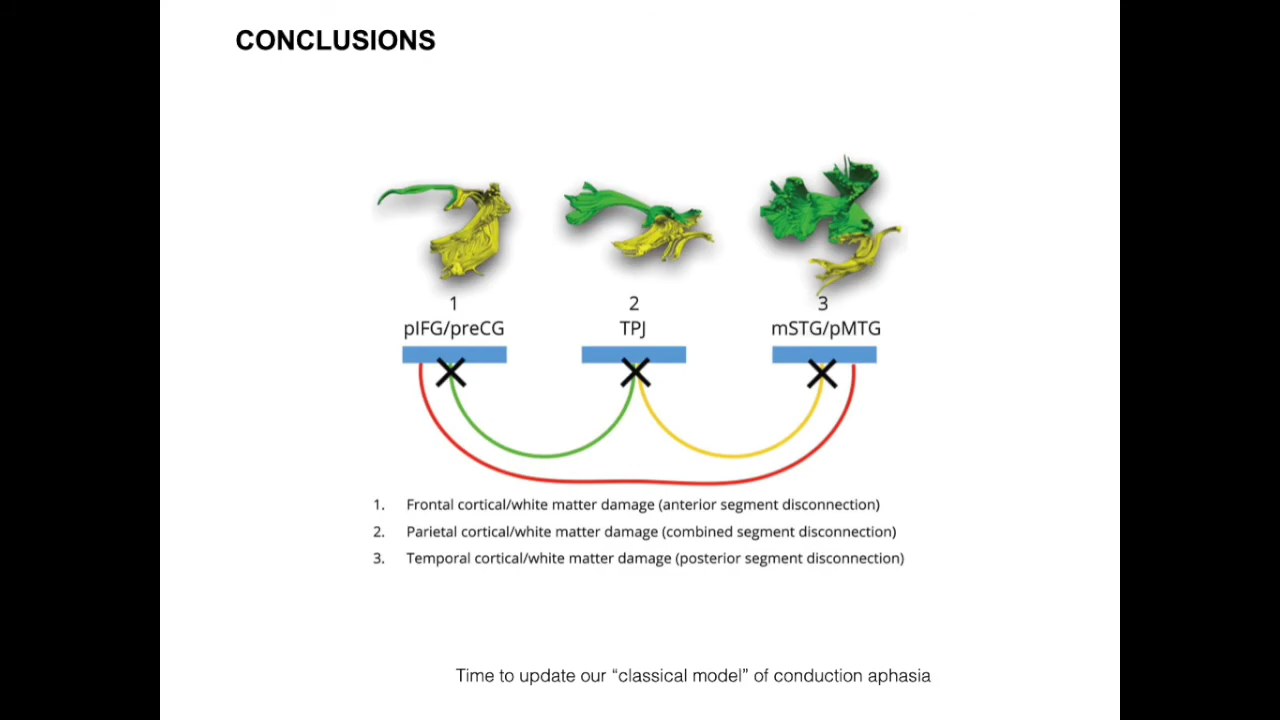 CONCLUSIONS
1
2
3
pIFG/preCG
TPJ
mSTG/pMTG
1. Frontal cortical/white matter damage (anterior segment disconnection)
2. Parietal cortical/white matter damage (combined segment disconnection)
3. Temporal cortical/white matter damage (posterior segment disconnection)
Time to update our “classical model” of conduction aphasia